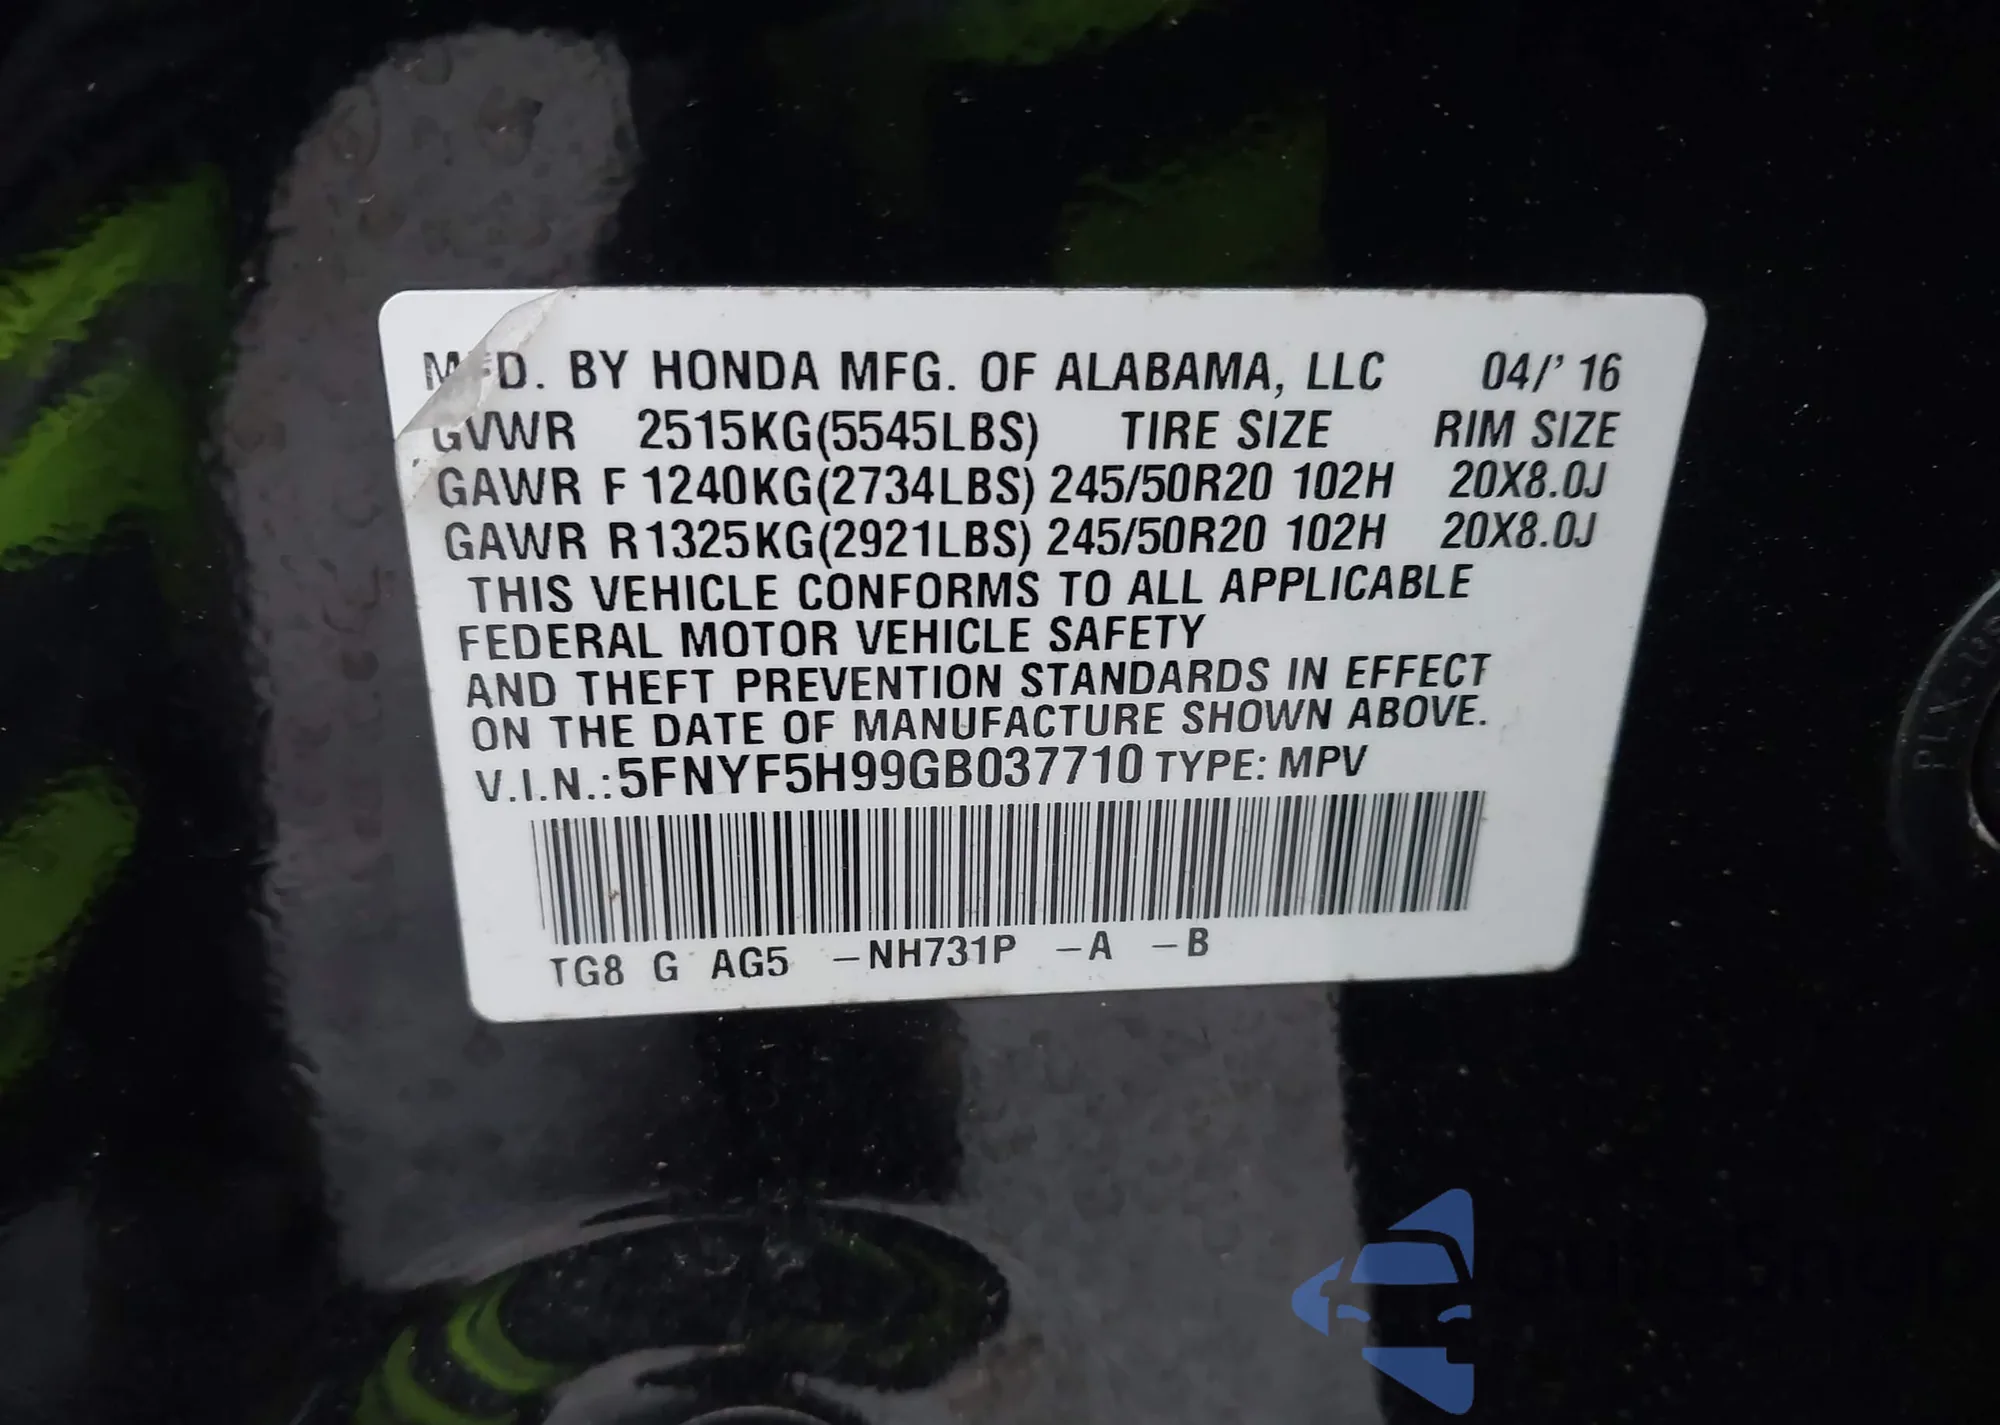 MFD. BY HONDA MFG. OF ALABAMA, LLC 04/' 16
GVWR 2515KG(5545LBS) TIRE SIZE RIM SIZE
GAWR F 1240KG(2734LBS) 245/50R20 102H 20X8.0J
GAWR R 1325KG(2921LBS) 245/50R20 102H 20X8.0J
THIS VEHICLE CONFORMS TO ALL APPLICABLE
FEDERAL MOTOR VEHICLE SAFETY
AND THEFT PREVENTION STANDARDS IN EFFECT
ON THE DATE OF MANUFACTURE SHOWN ABOVE.
V.I.N.: 5FNYF5H99GB037710 TYPE: MPV
TG8 G AG5 –NH731P –A –B